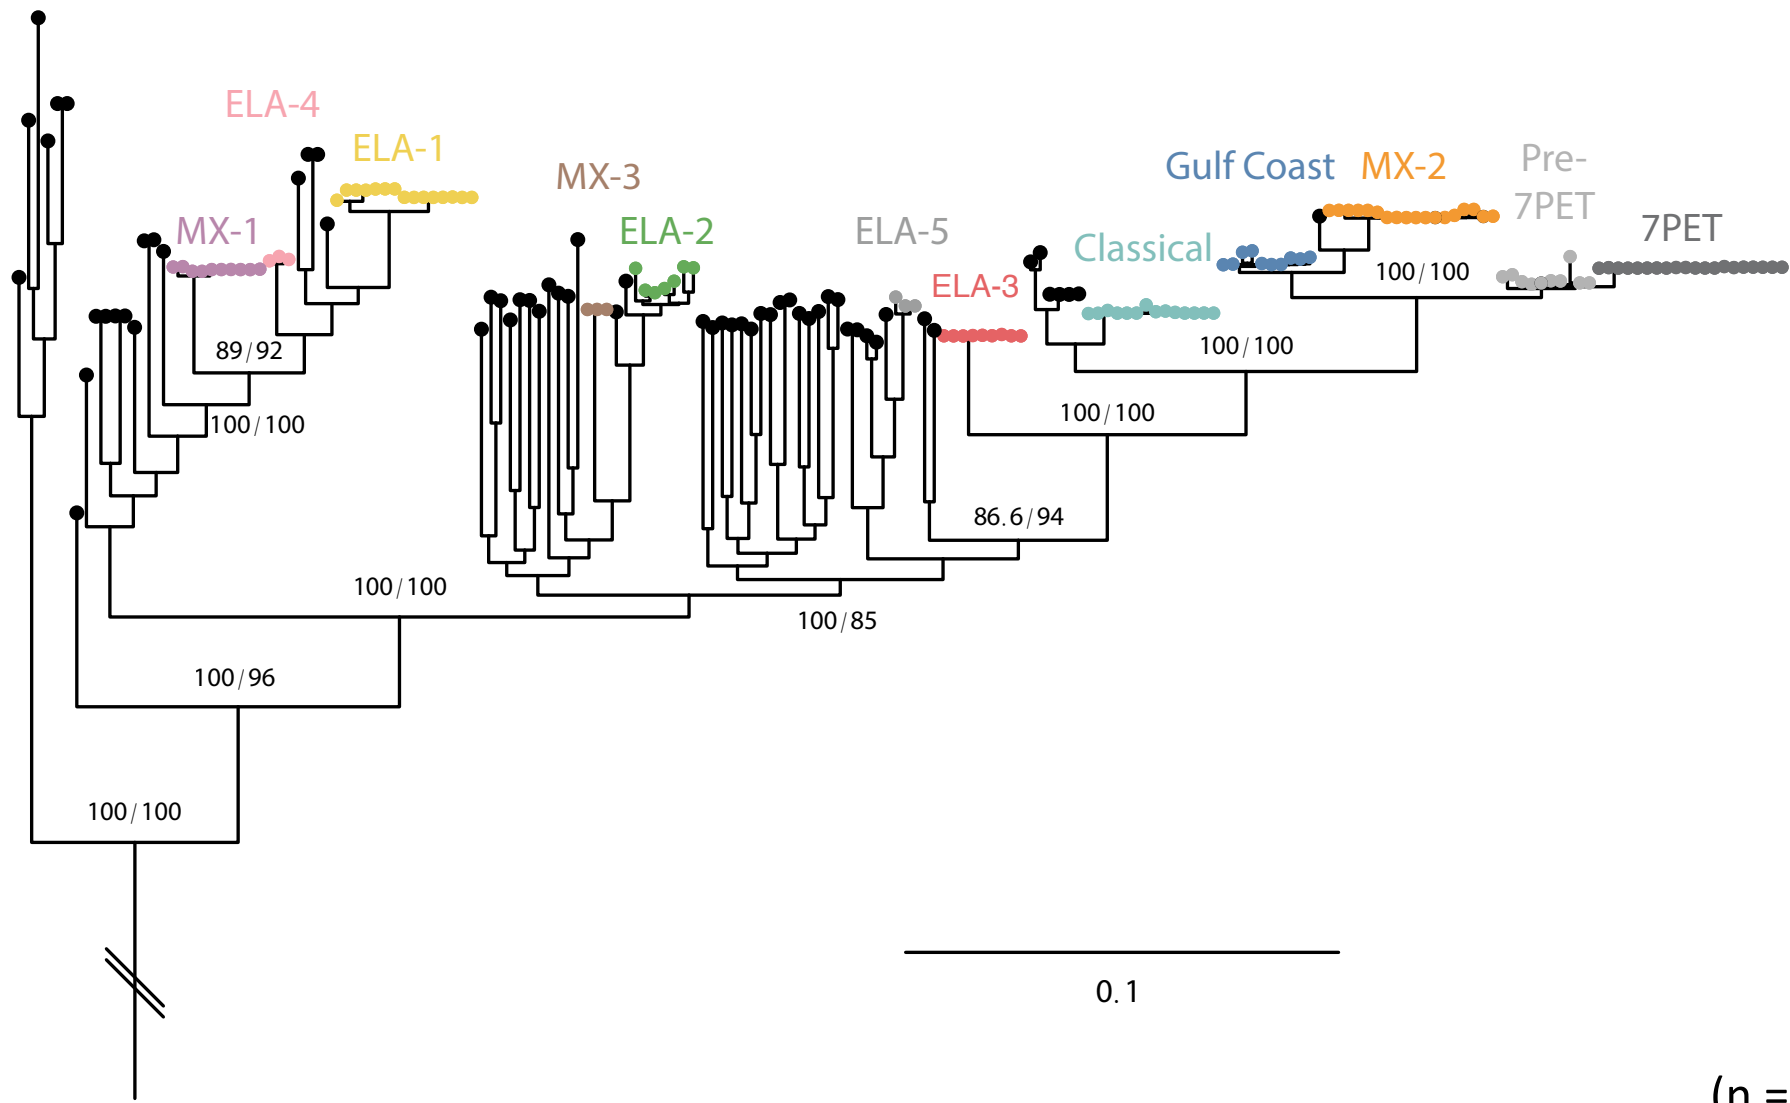 ELA-4
ELA-1
MX-1
MX-3
ELA-2
ELA-5
ELA-3
Classical
Gulf Coast
MX-2
Pre-
7PET
7PET
100/100
89/92
100/100
100/100
100/100
86.6/94
100/100
100/85
100/96
100/100
0.1
(n =